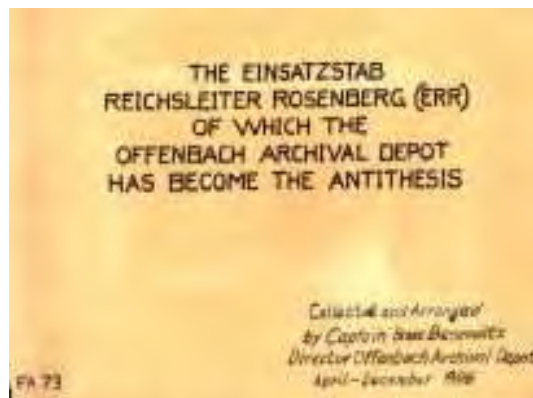 THE EINSATZSTAB
REICHSLEITER ROSENBERG (ERR)
OF WHICH THE
OFFENBACH ARCHIVAL DEPOT
HAS BECOME THE ANTITHESIS
Collected and Arranged
by Captain Isaac Bencowitz
Director Offenbach Archival Depot
April-December 1946
FA 73